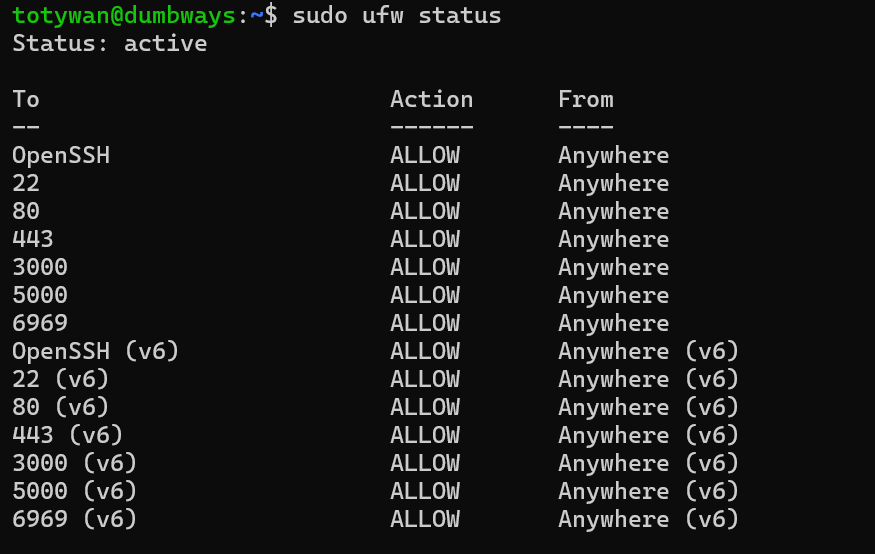 totywan@dumbways:~$ sudo ufw status
Status: active
To Action From
-- ------ ----
OpenSSH ALLOW Anywhere
22 ALLOW Anywhere
80 ALLOW Anywhere
443 ALLOW Anywhere
3000 ALLOW Anywhere
5000 ALLOW Anywhere
6969 ALLOW Anywhere
OpenSSH (v6) ALLOW Anywhere (v6)
22 (v6) ALLOW Anywhere (v6)
80 (v6) ALLOW Anywhere (v6)
443 (v6) ALLOW Anywhere (v6)
3000 (v6) ALLOW Anywhere (v6)
5000 (v6) ALLOW Anywhere (v6)
6969 (v6) ALLOW Anywhere (v6)